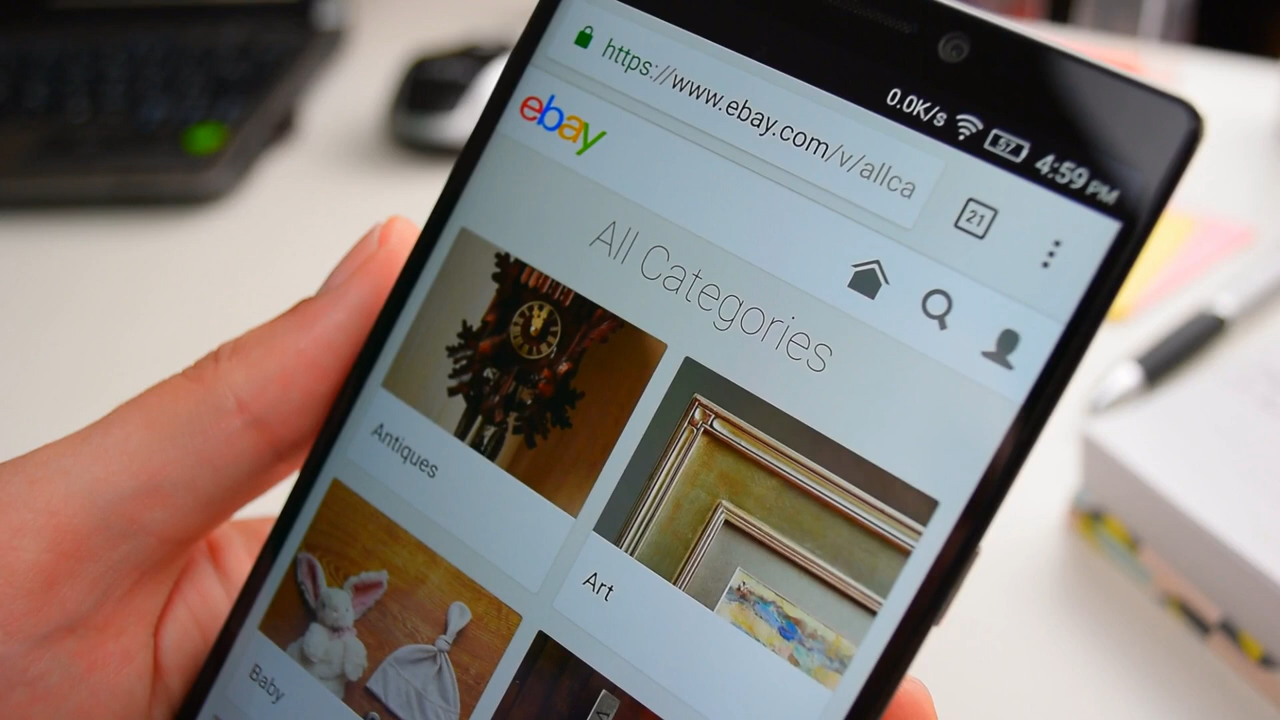 0.0K/s 57 4:59 PM
https://www.ebay.com/v/allca
21
ebay
All Categories
Antiques
Art
Baby